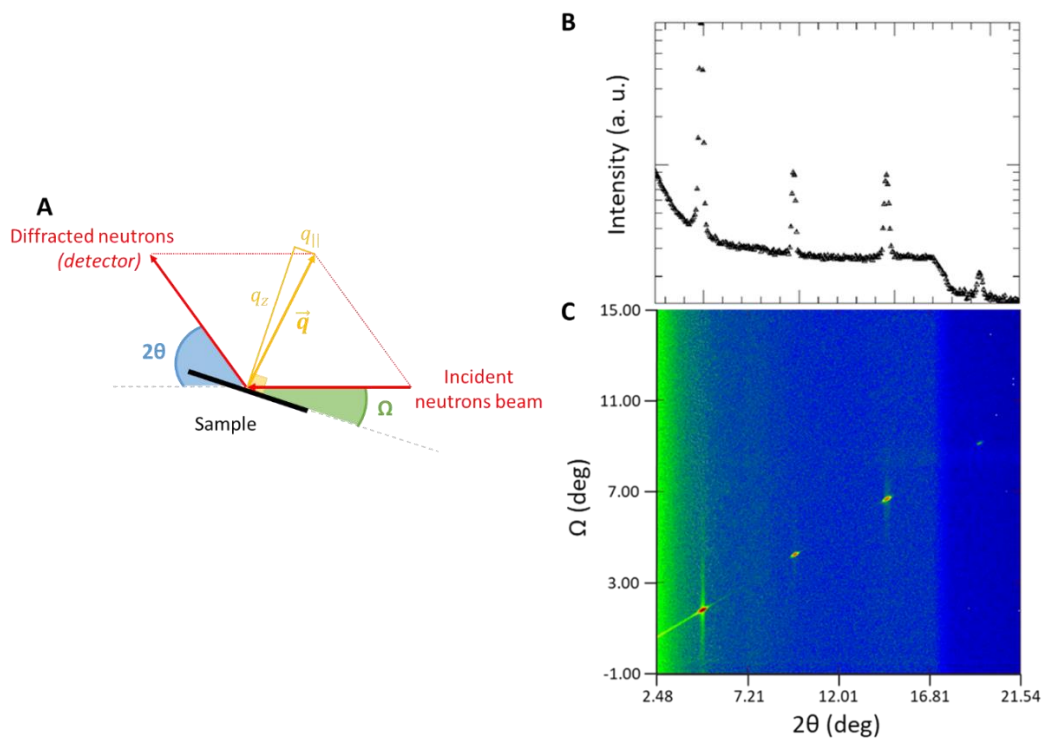 A
Diffracted neutrons
(detector)
q||
qz
q⃗
2θ
Ω
Incident
neutrons beam
Sample
B
Intensity (a. u.)
C
15.00
11.00
7.00
3.00
-1.00
Ω (deg)
2.48 7.21 12.01 16.81 21.54
2θ (deg)